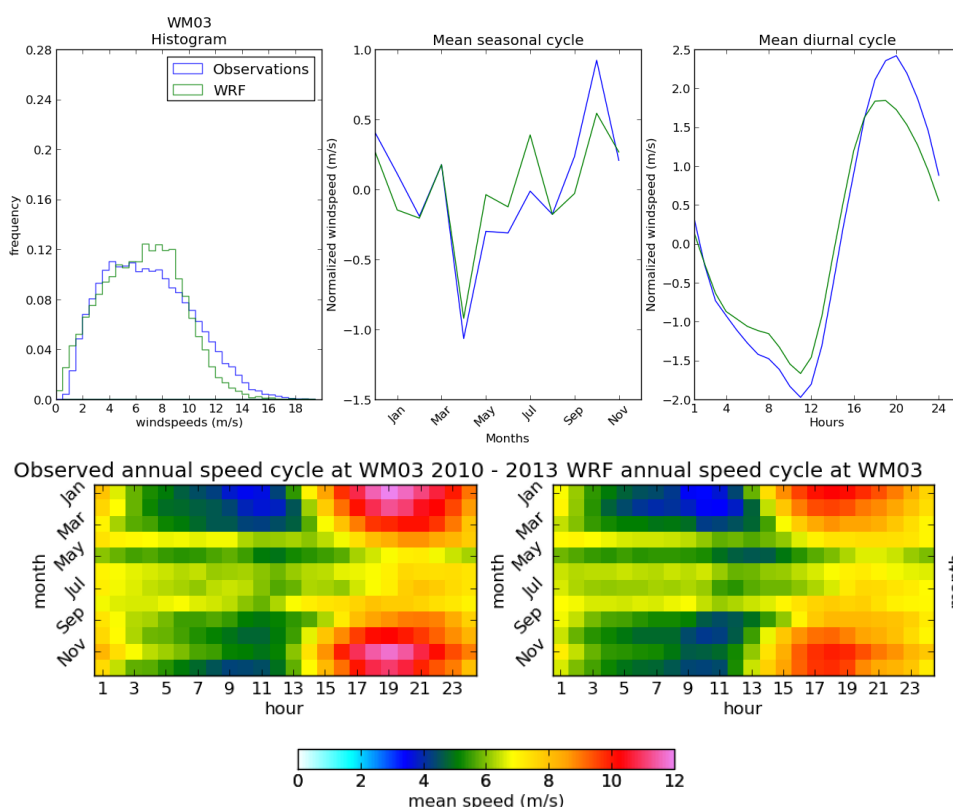 WM03
Histogram
Mean seasonal cycle
Mean diurnal cycle
Observations
WRF
0.28
0.24
0.2
0.16
0.12
0.08
0.04
0.0
frequency
0 2 4 6 8 10 12 14 16 18
windspeeds (m/s)
1.0
0.5
0.0
−0.5
−1.0
−1.5
Normalized windspeed (m/s)
Jan Mar May Jul Sep Nov
Months
2.5
2.0
1.5
1.0
0.5
0.0
−0.5
−1.0
−1.5
−2.0
Normalized windspeed (m/s)
1 4 8 12 16 20 24
Hours
Observed annual speed cycle at WM03 2010 - 2013 WRF annual speed cycle at WM03
Jan
Mar
May
Jul
Sep
Nov
month
1 3 5 7 9 11 13 15 17 19 21 23
hour
Jan
Mar
May
Jul
Sep
Nov
month
1 3 5 7 9 11 13 15 17 19 21 23
hour
month
0 2 4 6 8 10 12
mean speed (m/s)